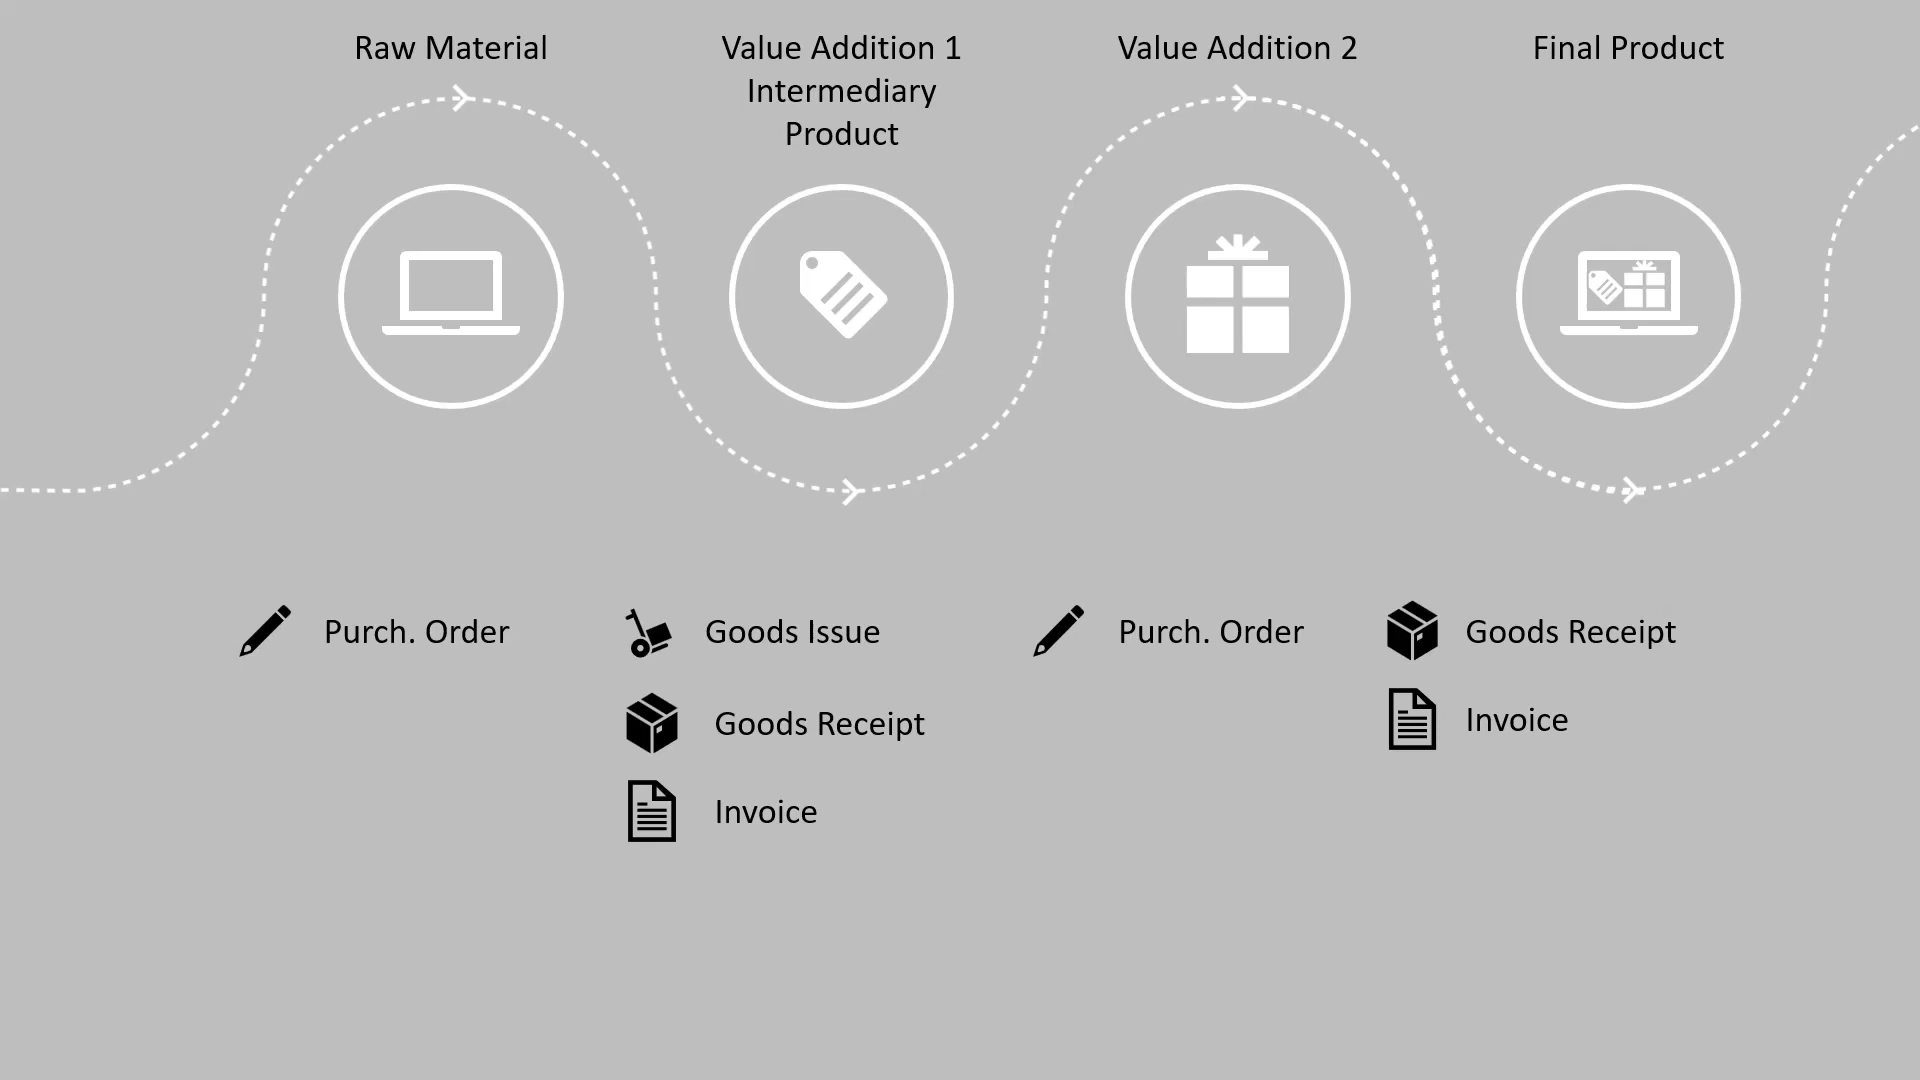 Raw Material
Value Addition 1
Intermediary
Product
Value Addition 2
Final Product
Purch. Order
Goods Issue
Goods Receipt
Invoice
Purch. Order
Goods Receipt
Invoice